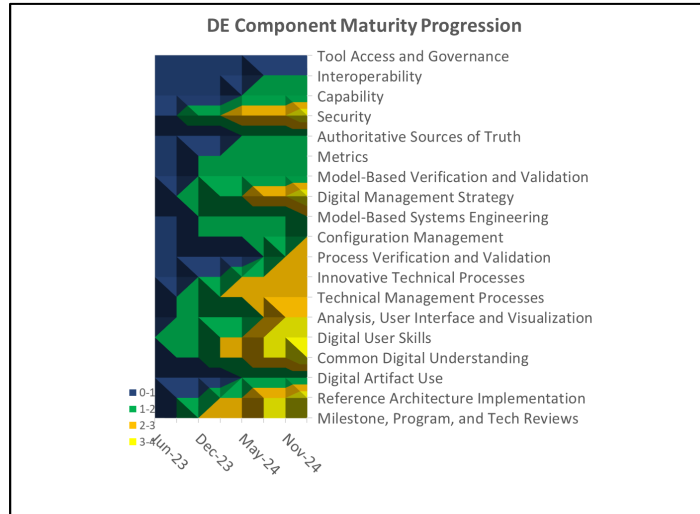 DE Component Maturity Progression
Tool Access and Governance
Interoperability
Capability
Security
Authoritative Sources of Truth
Metrics
Model-Based Verification and Validation
Digital Management Strategy
Model-Based Systems Engineering
Configuration Management
Process Verification and Validation
Innovative Technical Processes
Technical Management Processes
Analysis, User Interface and Visualization
Digital User Skills
Common Digital Understanding
Digital Artifact Use
Reference Architecture Implementation
Milestone, Program, and Tech Reviews
0-1
1-2
2-3
3-4
Jun-23
Dec-23
May-24
Nov-24